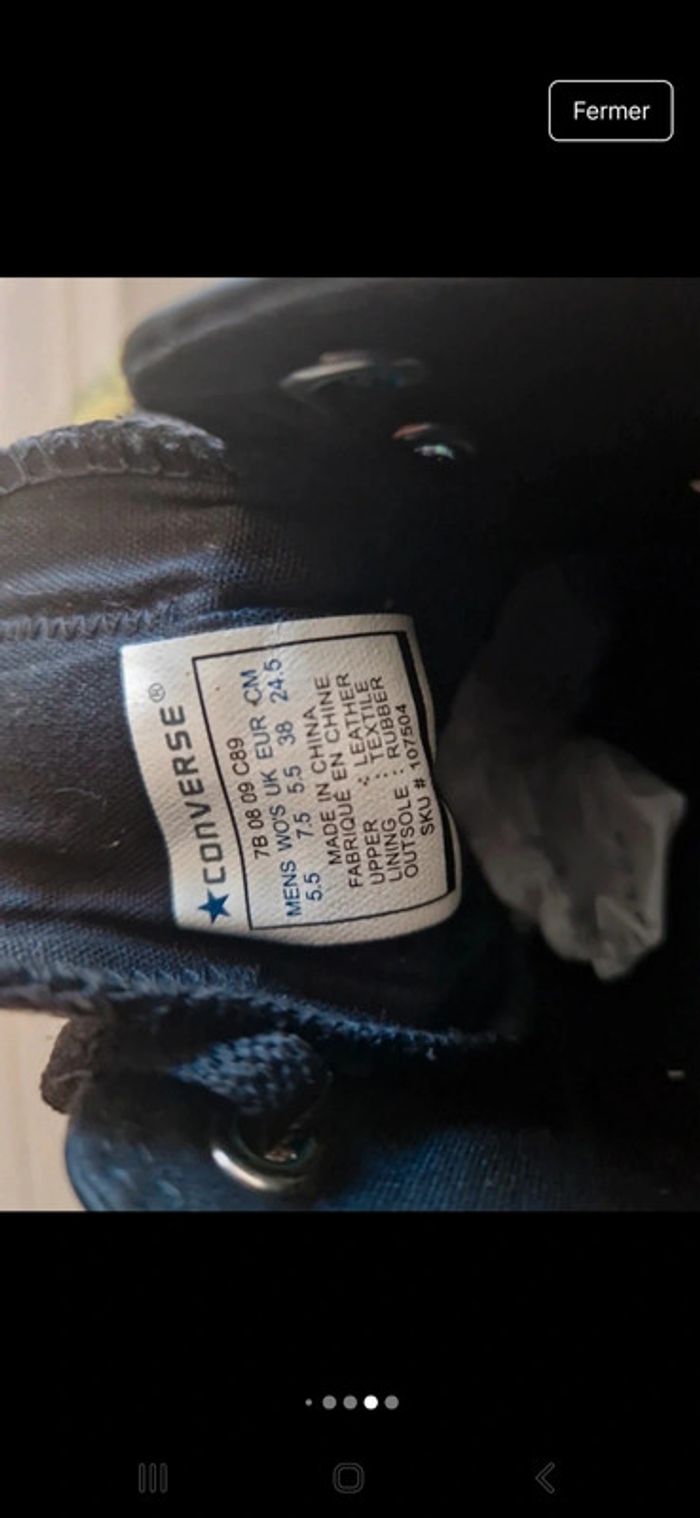 Fermer
CONVERSE®
7B 08 09 C89
MENS WO'S UK EUR CM
5.5 7.5 5.5 38 24.5
MADE IN CHINA
FABRIQUÉ EN CHINE
UPPER : LEATHER
LINING : TEXTILE
OUTSOLE : RUBBER
SKU # 107504